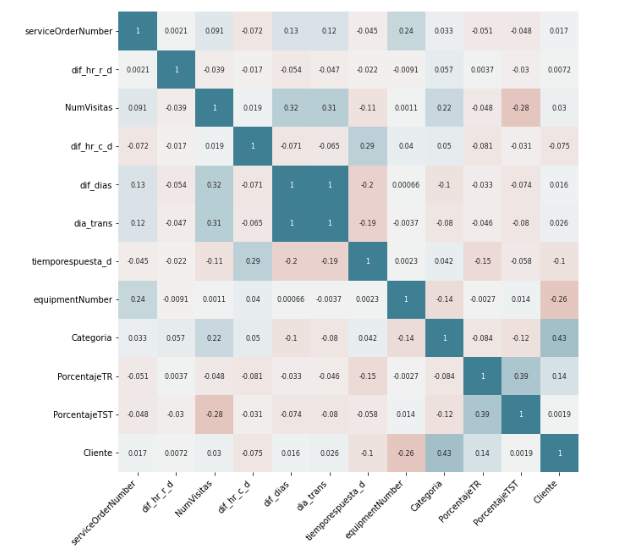 serviceOrderNumber 1 0.0021 0.091 -0.072 0.13 0.12 -0.045 0.24 0.033 -0.051 -0.048 0.017
dif_hr_r_d 0.0021 1 -0.039 -0.017 -0.054 -0.047 -0.022 -0.0091 0.057 0.0037 -0.03 0.0072
NumVisitas 0.091 -0.039 1 0.019 0.32 0.31 -0.11 0.0011 0.22 -0.048 -0.28 0.03
dif_hr_c_d -0.072 -0.017 0.019 1 -0.071 -0.065 0.29 0.04 0.05 -0.081 -0.031 -0.075
dif_dias 0.13 -0.054 0.32 -0.071 1 1 -0.2 0.00066 -0.1 -0.033 -0.074 0.016
dia_trans 0.12 -0.047 0.31 -0.065 1 1 -0.19 -0.0037 -0.08 -0.046 -0.08 0.026
tiemporespuesta_d -0.045 -0.022 -0.11 0.29 -0.2 -0.19 1 0.0023 0.042 -0.15 -0.058 -0.1
equipmentNumber 0.24 -0.0091 0.0011 0.04 0.00066 -0.0037 0.0023 1 -0.14 -0.0027 0.014 -0.26
Categoria 0.033 0.057 0.22 0.05 -0.1 -0.08 0.042 -0.14 1 -0.084 -0.12 0.43
PorcentajeTR -0.051 0.0037 -0.048 -0.081 -0.033 -0.046 -0.15 -0.0027 -0.084 1 0.39 0.14
PorcentajeTST -0.048 -0.03 -0.28 -0.031 -0.074 -0.08 -0.058 0.014 -0.12 0.39 1 0.0019
Cliente 0.017 0.0072 0.03 -0.075 0.016 0.026 -0.1 -0.26 0.43 0.14 0.0019 1
serviceOrderNumber dif_hr_r_d NumVisitas dif_hr_c_d dif_dias dia_trans tiemporespuesta_d equipmentNumber Categoria PorcentajeTR PorcentajeTST Cliente